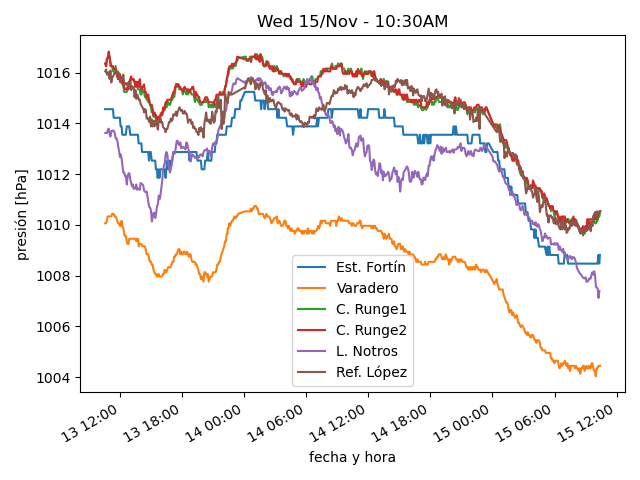 Wed 15/Nov - 10:30AM
presión [hPa]
1016
1014
1012
1010
1008
1006
1004
Est. Fortín
Varadero
C. Runge1
C. Runge2
L. Notros
Ref. López
13 12:00
13 18:00
14 00:00
14 06:00
14 12:00
14 18:00
15 00:00
15 06:00
15 12:00
fecha y hora